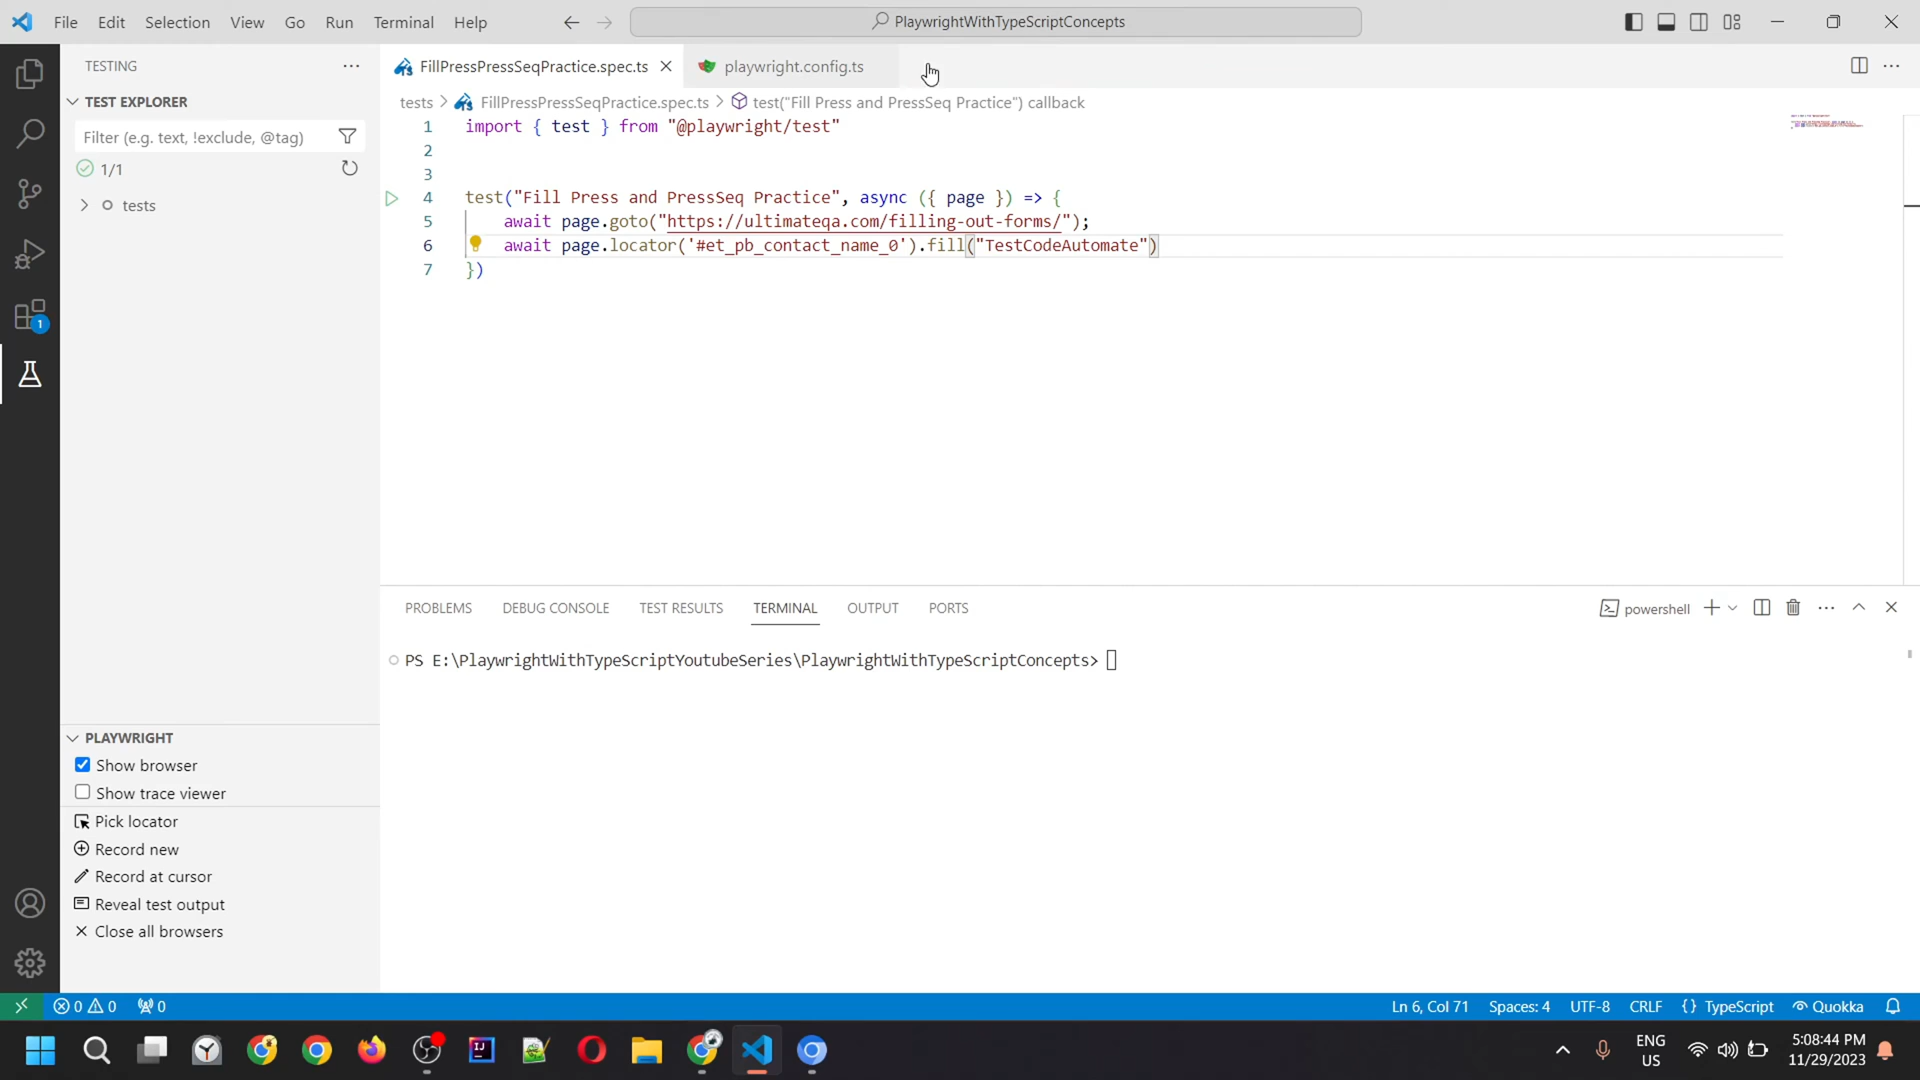 File Edit Selection View Go Run Terminal Help
PlaywrightWithTypeScriptConcepts
TESTING
FillPressPressSeqPractice.spec.ts
playwright.config.ts
TEST EXPLORER
tests > FillPressPressSeqPractice.spec.ts > test("Fill Press and PressSeq Practice") callback
Filter (e.g. text, !exclude, @tag)
1/1
tests
1 import { test } from "@playwright/test"
2
3
4 test("Fill Press and PressSeq Practice", async ({ page }) => {
5 await page.goto("https://ultimateqa.com/filling-out-forms/");
6 await page.locator('#et_pb_contact_name_0').fill("TestCodeAutomate")
7 })
1
PROBLEMS DEBUG CONSOLE TEST RESULTS TERMINAL OUTPUT PORTS
powershell
PS E:\PlaywrightWithTypeScriptYoutubeSeries\PlaywrightWithTypeScriptConcepts>
PLAYWRIGHT
Show browser
Show trace viewer
Pick locator
Record new
Record at cursor
Reveal test output
Close all browsers
0 0 0
Ln 6, Col 71 Spaces: 4 UTF-8 CRLF {} TypeScript Quokka
ENG
US
5:08:44 PM
11/29/2023